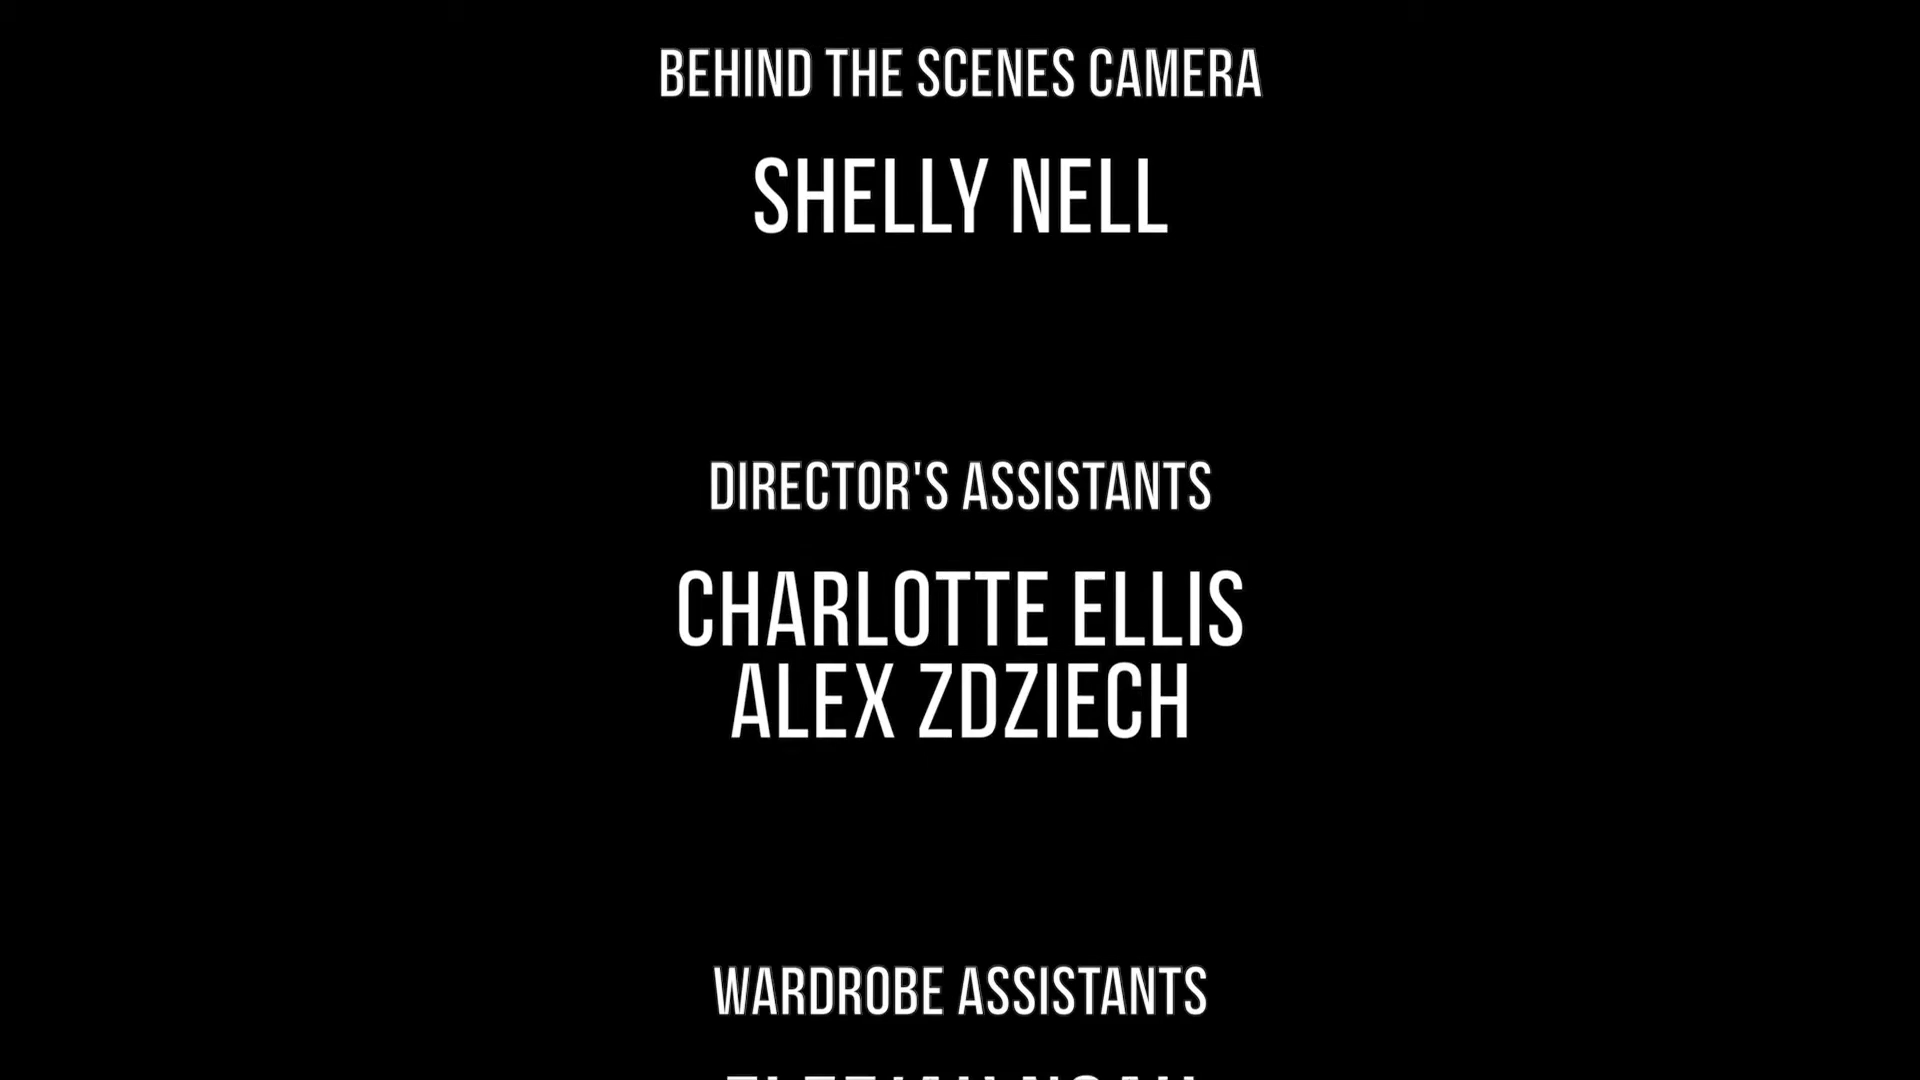 BEHIND THE SCENES CAMERA
SHELLY NELL
DIRECTOR'S ASSISTANTS
CHARLOTTE ELLIS
ALEX ZDZIECH
WARDROBE ASSISTANTS